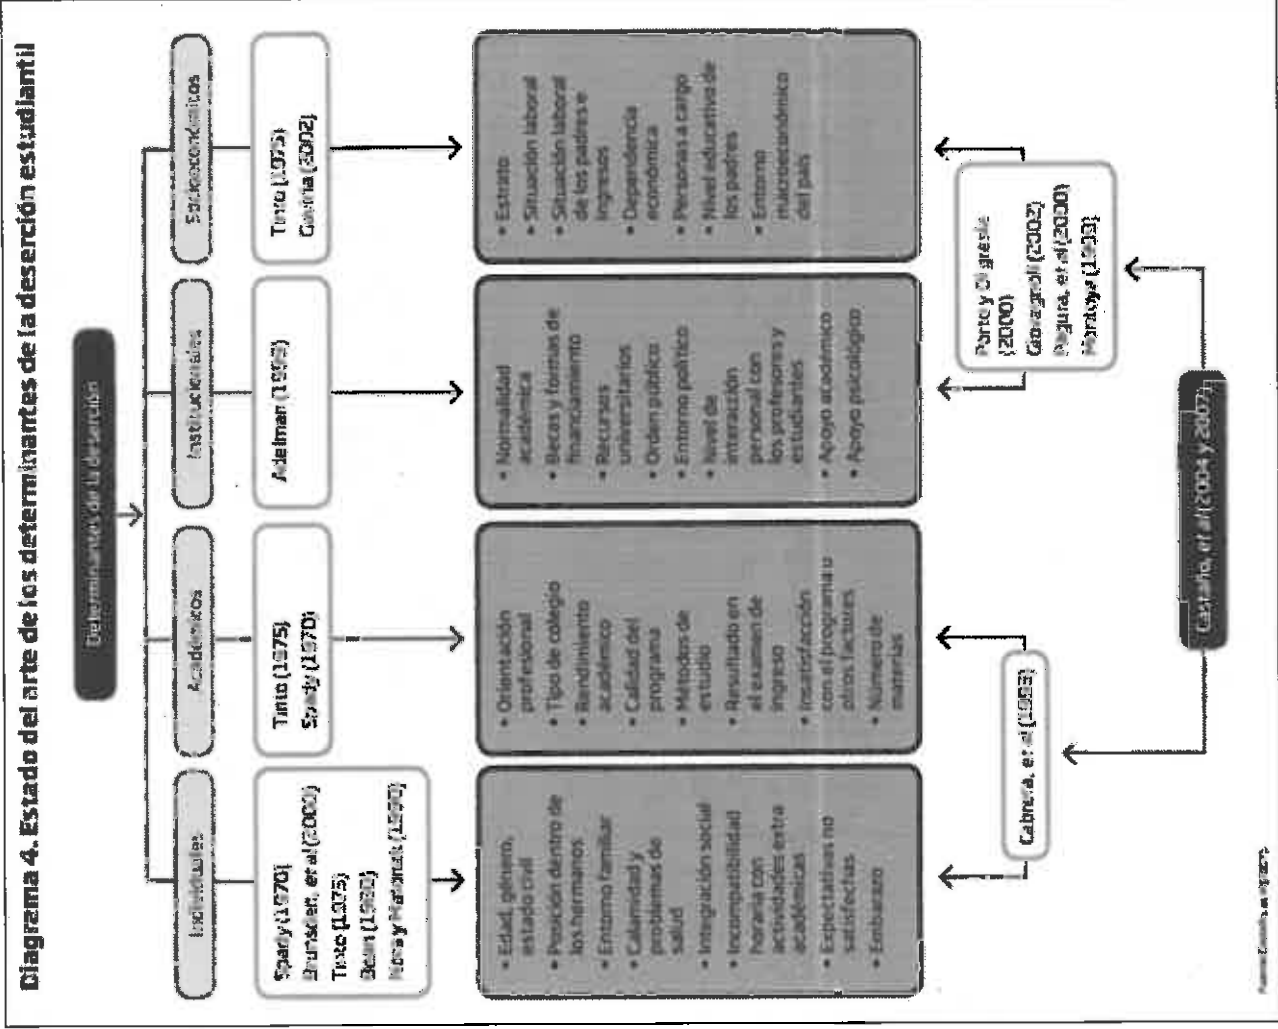 Diagrama 4. Estado del arte de los determinantes de la deserción estudiantil
Determinantes de la deserción
Individuales
Académicos
Institucionales
Socioeconómicos
Spady (1970)
Brunsden, et al (2000)
Tinto (1975)
Bean (1980)
Nora y Matonak (1990)
Tinto (1975)
Spady (1970)
Adelman (1999)
Tinto (1975)
Gaviria (2002)
• Edad, género,
estado civil
• Posición dentro de
los hermanos
• Entorno familiar
• Calamidad y
problemas de
salud
• Integración social
• Incompatibilidad
horaria con
actividades extra
académicas
• Expectativas no
satisfechas
• Embarazo
• Orientación
profesional
• Tipo de colegio
• Rendimiento
académico
• Calidad del
programa
• Métodos de
estudio
• Resultado en
el examen de
ingreso
• Insatisfacción
con el programa u
otros factores
• Número de
materias
• Normalidad
académica
• Becas y formas de
financiamiento
• Recursos
universitarios
• Orden público
• Entorno político
• Nivel de
interacción
personal con
los profesores y
estudiantes
• Apoyo académico
• Apoyo psicológico
• Estrato
• Situación laboral
• Situación laboral
de los padres e
ingresos
• Dependencia
económica
• Personas a cargo
• Nivel educativo de
los padres
• Entorno
macroeconómico
del país
Cabrera, et al (1993)
Porto y Di gresia
(2000)
Giovagnoli (2002)
Pagura, et al (2000)
Montoya (1999)
Castaño, et al (2004 y 2007)